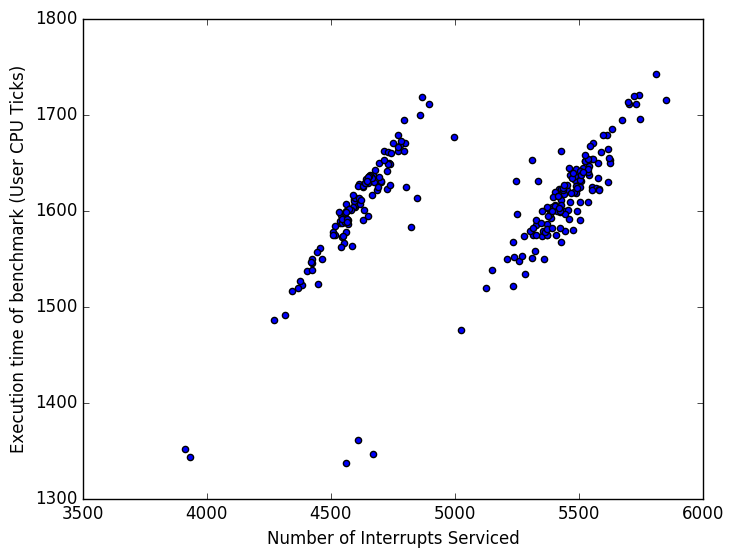 1800
1700
1600
1500
1400
1300
Execution time of benchmark (User CPU Ticks)
3500 4000 4500 5000 5500 6000
Number of Interrupts Serviced